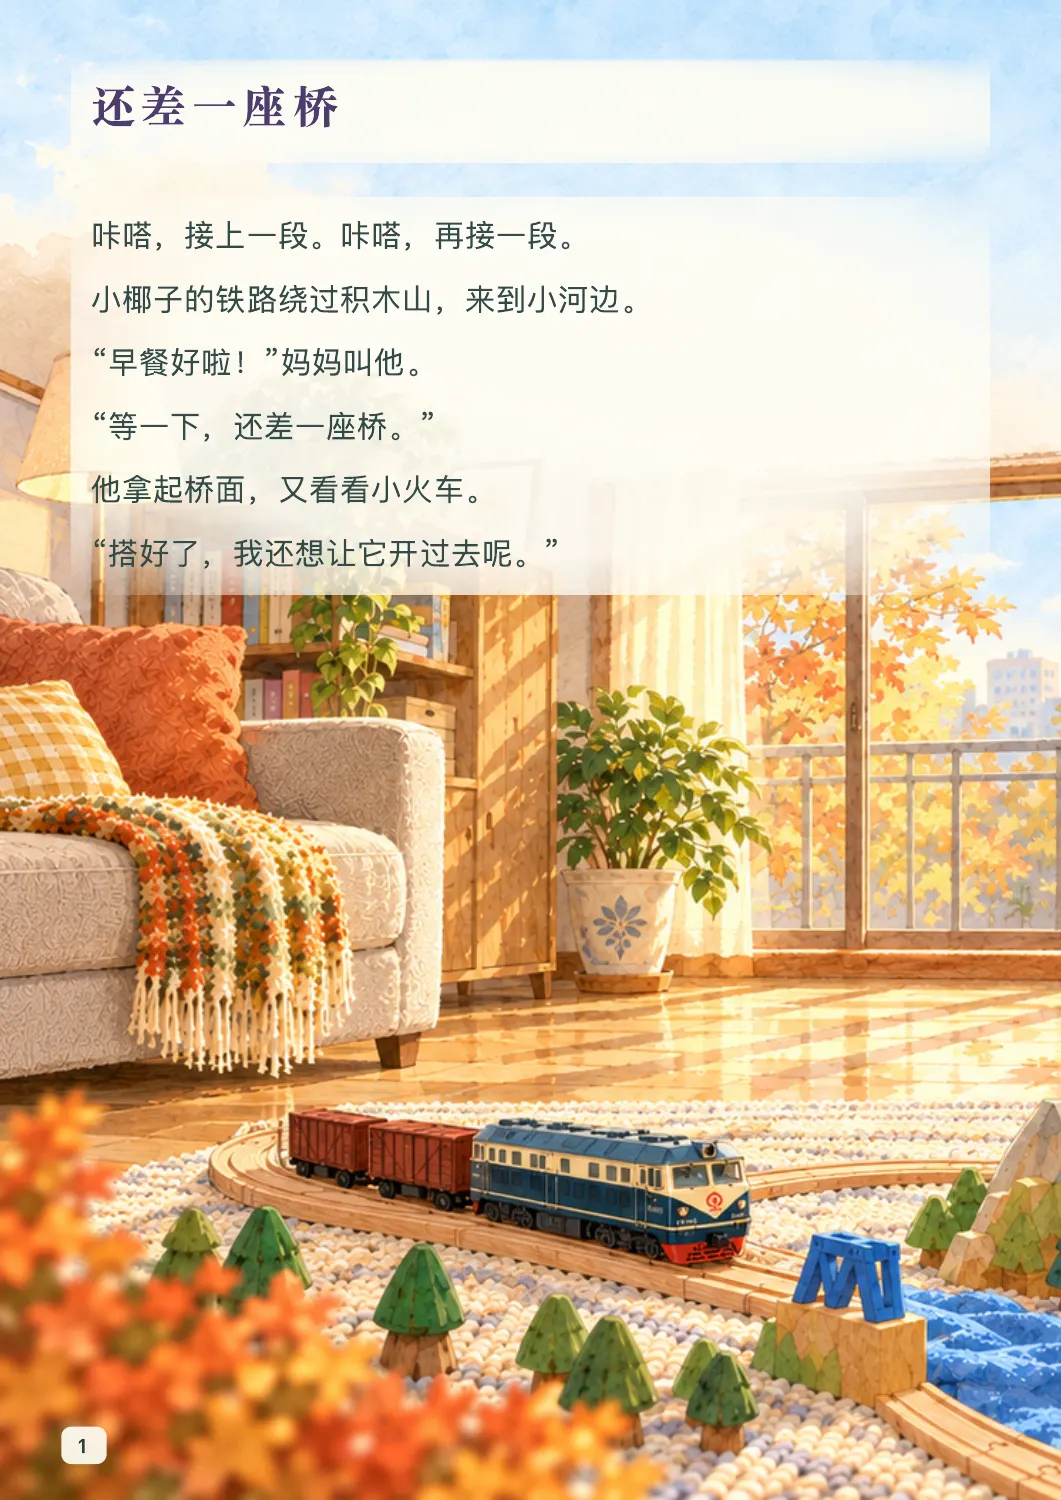 还差一座桥
咔嗒，接上一段。咔嗒，再接一段。
小椰子的铁路绕过积木山，来到小河边。
“早餐好啦！”妈妈叫他。
“等一下，还差一座桥。”
他拿起桥面，又看看小火车。
“搭好了，我还想让它开过去呢。”
1